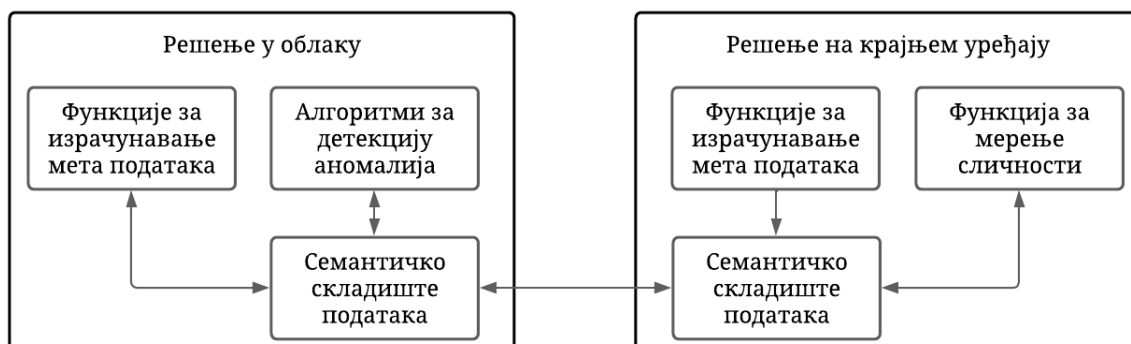 Решење у облаку
Функције за
израчунавање
мета података
Алгоритми за
детекцију
аномалија
Семантичко
складиште
података
Решење на крајњем уређају
Функције за
израчунавање
мета података
Функција за
мерење
сличности
Семантичко
складиште
података